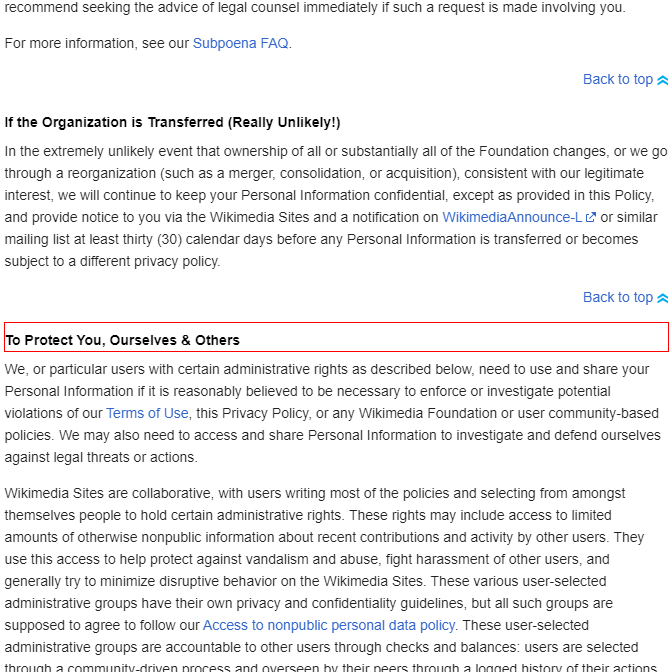 recommend seeking the advice of legal counsel immediately if such a request is made involving you.
For more information, see our Subpoena FAQ.
Back to top
If the Organization is Transferred (Really Unlikely!)
In the extremely unlikely event that ownership of all or substantially all of the Foundation changes, or we go
through a reorganization (such as a merger, consolidation, or acquisition), consistent with our legitimate
interest, we will continue to keep your Personal Information confidential, except as provided in this Policy,
and provide notice to you via the Wikimedia Sites and a notification on WikimediaAnnounce-L or similar
mailing list at least thirty (30) calendar days before any Personal Information is transferred or becomes
subject to a different privacy policy.
Back to top
To Protect You, Ourselves & Others
We, or particular users with certain administrative rights as described below, need to use and share your
Personal Information if it is reasonably believed to be necessary to enforce or investigate potential
violations of our Terms of Use, this Privacy Policy, or any Wikimedia Foundation or user community-based
policies. We may also need to access and share Personal Information to investigate and defend ourselves
against legal threats or actions.
Wikimedia Sites are collaborative, with users writing most of the policies and selecting from amongst
themselves people to hold certain administrative rights. These rights may include access to limited
amounts of otherwise nonpublic information about recent contributions and activity by other users. They
use this access to help protect against vandalism and abuse, fight harassment of other users, and
generally try to minimize disruptive behavior on the Wikimedia Sites. These various user-selected
administrative groups have their own privacy and confidentiality guidelines, but all such groups are
supposed to agree to follow our Access to nonpublic personal data policy. These user-selected
administrative groups are accountable to other users through checks and balances: users are selected
through a community-driven process and overseen by their peers through a logged history of their actions.